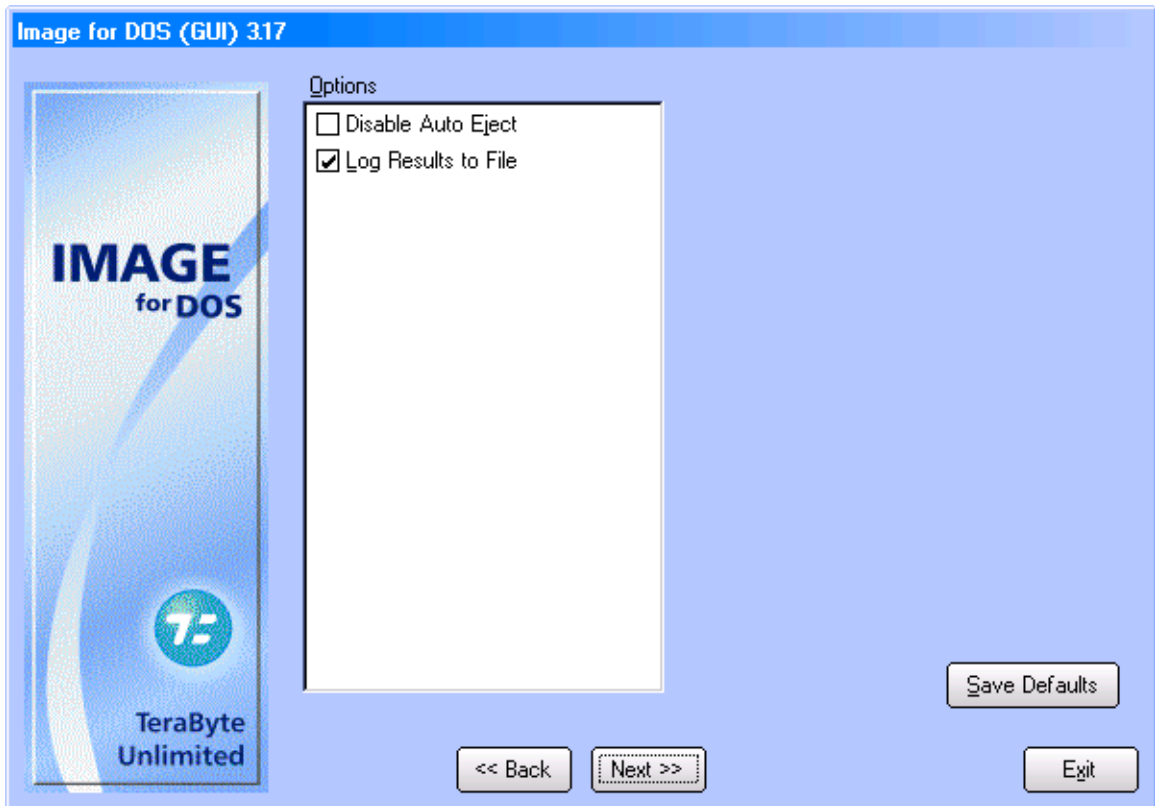 Image for DOS (GUI) 3.17
IMAGE
for DOS
TeraByte
Unlimited
Options
Disable Auto Eject
Log Results to File
Save Defaults
<< Back
Next >>
Exit